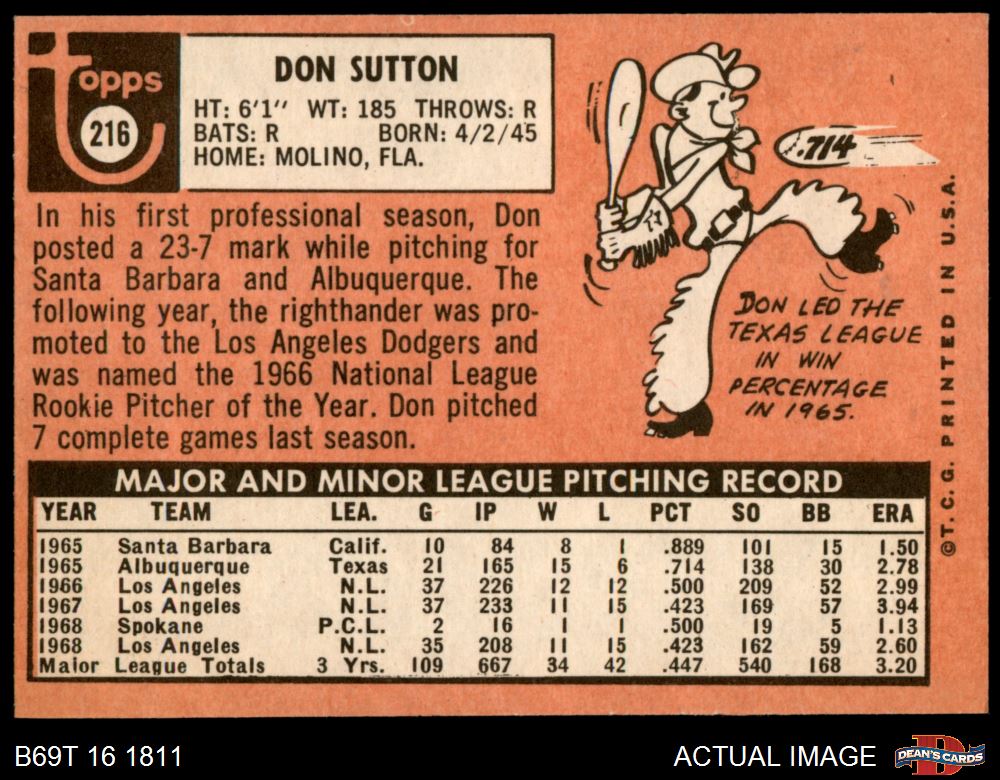 topps
216
DON SUTTON
HT: 6'1" WT: 185 THROWS: R
BATS: R BORN: 4/2/45
HOME: MOLINO, FLA.
In his first professional season, Don
posted a 23-7 mark while pitching for
Santa Barbara and Albuquerque. The
following year, the righthander was pro-
moted to the Los Angeles Dodgers and
was named the 1966 National League
Rookie Pitcher of the Year. Don pitched
7 complete games last season.
.714
DON LED THE
TEXAS LEAGUE
IN WIN
PERCENTAGE
IN 1965.
©T.C.G. PRINTED IN U.S.A.
MAJOR AND MINOR LEAGUE PITCHING RECORD
YEAR TEAM LEA. G IP W L PCT SO BB ERA
1965 Santa Barbara Calif. 10 84 8 1 .889 101 15 1.50
1965 Albuquerque Texas 21 165 15 6 .714 138 30 2.78
1966 Los Angeles N.L. 37 226 12 12 .500 209 52 2.99
1967 Los Angeles N.L. 37 233 11 15 .423 169 57 3.94
1968 Spokane P.C.L. 2 16 1 1 .500 19 5 1.13
1968 Los Angeles N.L. 35 208 11 15 .423 162 59 2.60
Major League Totals 3 Yrs. 109 667 34 42 .447 540 168 3.20
B69T 16 1811
ACTUAL IMAGE
DEAN'S CARDS